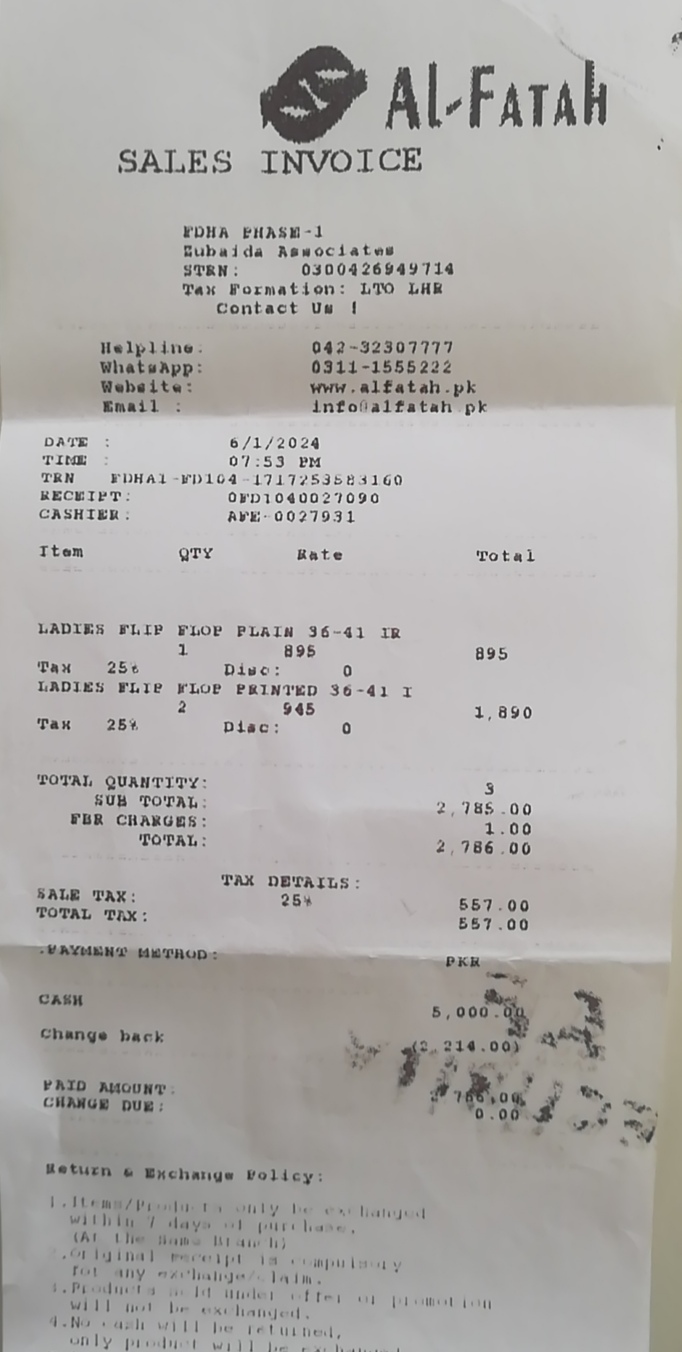 AL-FATAH
SALES INVOICE
FDHA PHASE-1
Zubaida Associates
STRN: 0300426949714
Tax Formation: LTO LHR
Contact Us !
Helpline: 042-32307777
WhatsApp: 0311-1555222
Website: www.alfatah.pk
Email : info@alfatah.pk
DATE : 6/1/2024
TIME : 07:53 PM
TRN FDHA1-FD104-1717253583160
RECEIPT: 0FD1040027090
CASHIER: AFE-0027931
Item QTY Rate Total
LADIES FLIP FLOP PLAIN 36-41 IR
1 895 895
Tax 25% Disc: 0
LADIES FLIP FLOP PRINTED 36-41 I
2 945 1,890
Tax 25% Disc: 0
TOTAL QUANTITY: 3
SUB TOTAL: 2,785.00
FBR CHARGES: 1.00
TOTAL: 2,786.00
TAX DETAILS:
SALE TAX: 25% 557.00
TOTAL TAX: 557.00
.PAYMENT METHOD: PKR
CASH 5,000.00
Change back (2,214.00)
PAID AMOUNT: 2,786.00
CHANGE DUE: 0.00
Return & Exchange Policy:
1.Items/Products only be exchanged
within 7 days of purchase.
(At the Same Branch)
2.Original receipt is compulsory
for any exchange/claim.
3.Products sold under offer or promotion
will not be exchanged.
4.No cash will be returned,
only product will be exchanged